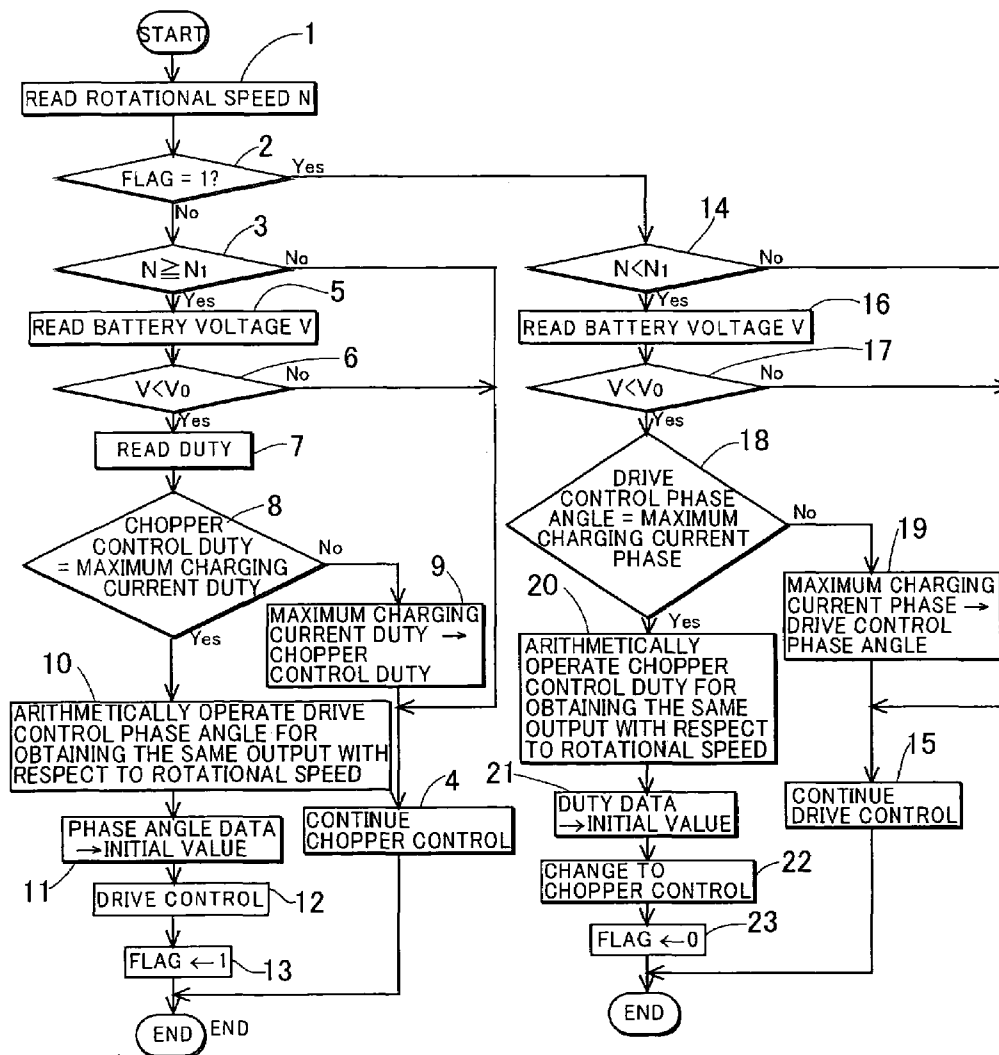 START
1
READ ROTATIONAL SPEED N
2
FLAG = 1?
Yes
No
3
N≧N1
No
Yes
5
READ BATTERY VOLTAGE V
6
V<V0
No
Yes
READ DUTY
7
8
CHOPPER
CONTROL DUTY
= MAXIMUM CHARGING
CURRENT DUTY
No
Yes
9
MAXIMUM CHARGING
CURRENT DUTY →
CHOPPER
CONTROL DUTY
10
ARITHMETICALLY OPERATE DRIVE
CONTROL PHASE ANGLE FOR
OBTAINING THE SAME OUTPUT WITH
RESPECT TO ROTATIONAL SPEED
4
CONTINUE
CHOPPER CONTROL
PHASE ANGLE DATA
→INITIAL VALUE
11
DRIVE CONTROL
12
FLAG ← 1
13
END
END
14
N<N1
No
Yes
16
READ BATTERY VOLTAGE V
17
V<V0
No
Yes
18
DRIVE
CONTROL PHASE
ANGLE = MAXIMUM
CHARGING CURRENT
PHASE
No
Yes
19
MAXIMUM CHARGING
CURRENT PHASE →
DRIVE CONTROL
PHASE ANGLE
20
ARITHMETICALLY
OPERATE CHOPPER
CONTROL DUTY FOR
OBTAINING THE SAME
OUTPUT WITH RESPECT
TO ROTATIONAL SPEED
15
CONTINUE
DRIVE CONTROL
21
DUTY DATA
→INITIAL VALUE
CHANGE TO
CHOPPER CONTROL
22
FLAG ←0
23
END